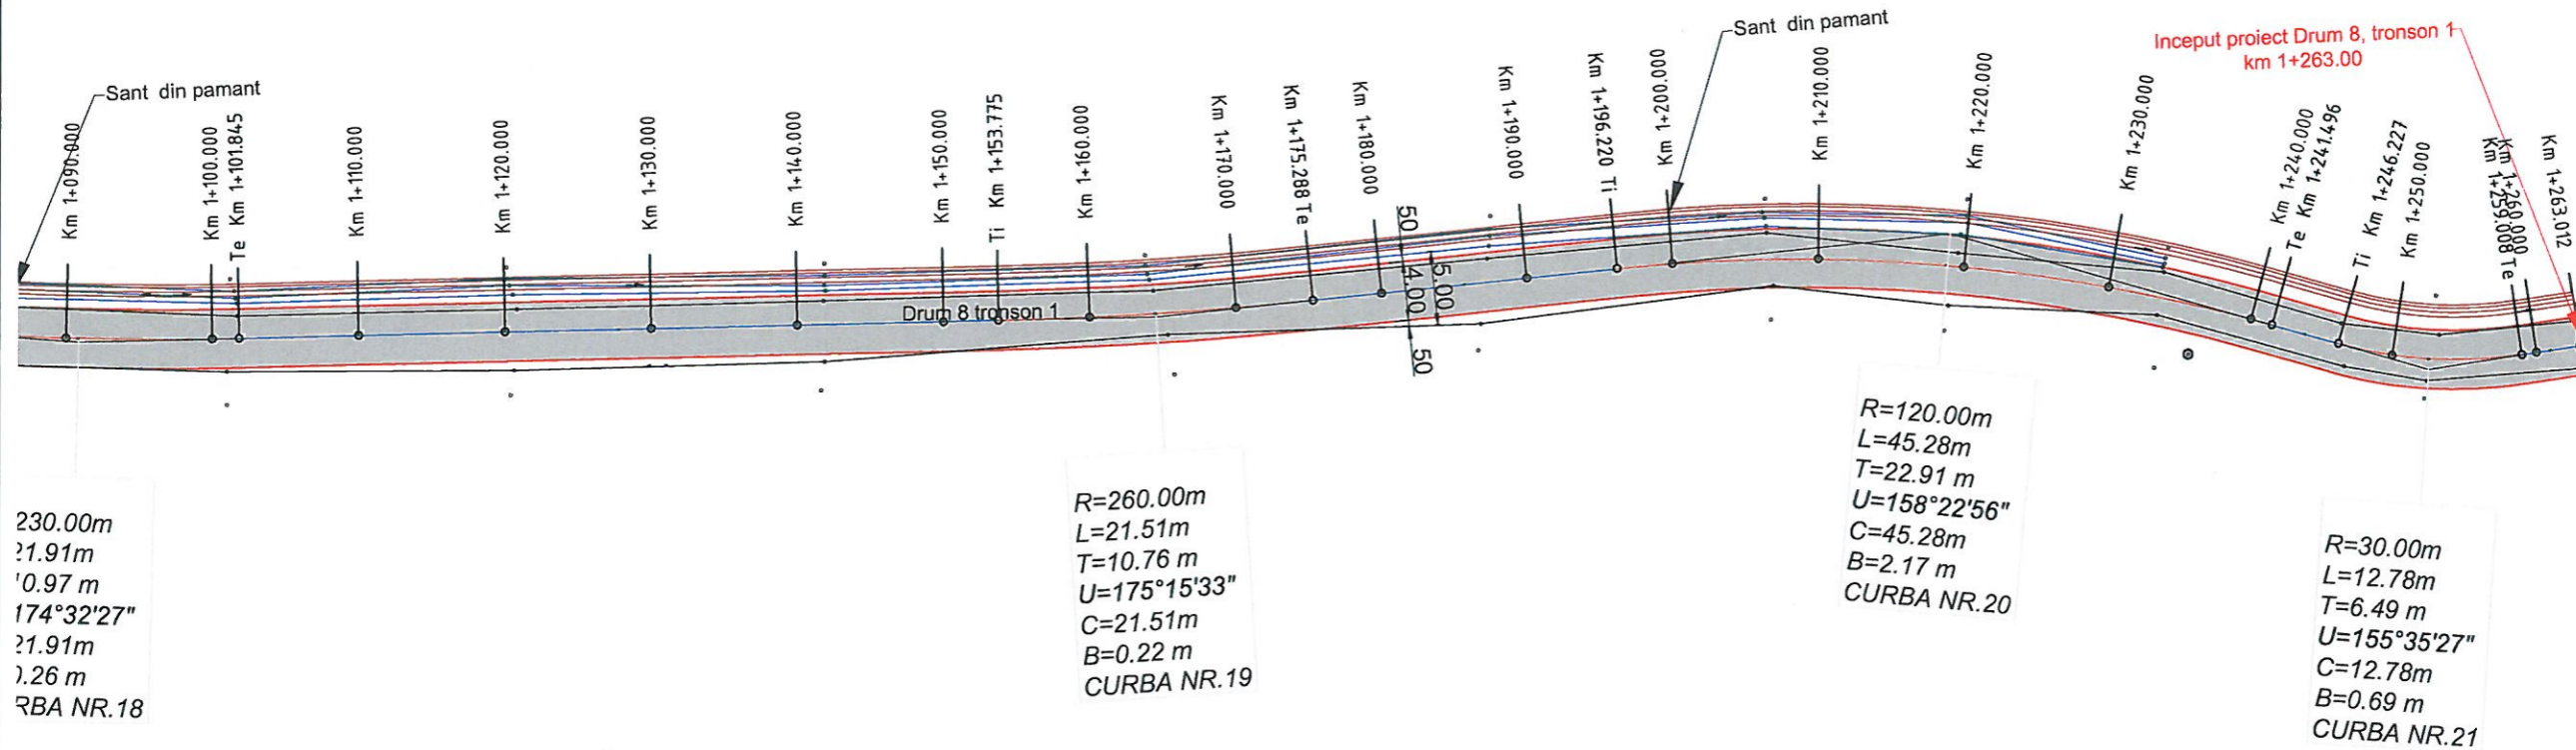 Sant din pamant
Sant din pamant
Inceput proiect Drum 8, tronson 1
km 1+263.00
Km 1+090.000
Km 1+100.000
Te Km 1+101.845
Km 1+110.000
Km 1+120.000
Km 1+130.000
Km 1+140.000
Km 1+150.000
Ti Km 1+153.775
Km 1+160.000
Km 1+170.000
Km 1+175.288 Te
Km 1+180.000
Km 1+190.000
Km 1+196.220 Ti
Km 1+200.000
Km 1+210.000
Km 1+220.000
Km 1+230.000
Km 1+240.000
Te Km 1+241.496
Ti Km 1+246.227
Km 1+250.000
Km 1+259.008 Te
Km 1+260.000
Km 1+263.012
50
4.00
5.00
50
Drum 8 tronson 1
230.00m
21.91m
0.97 m
174°32'27"
21.91m
.26 m
RBA NR.18
R=260.00m
L=21.51m
T=10.76 m
U=175°15'33"
C=21.51m
B=0.22 m
CURBA NR.19
R=120.00m
L=45.28m
T=22.91 m
U=158°22'56"
C=45.28m
B=2.17 m
CURBA NR.20
R=30.00m
L=12.78m
T=6.49 m
U=155°35'27"
C=12.78m
B=0.69 m
CURBA NR.21